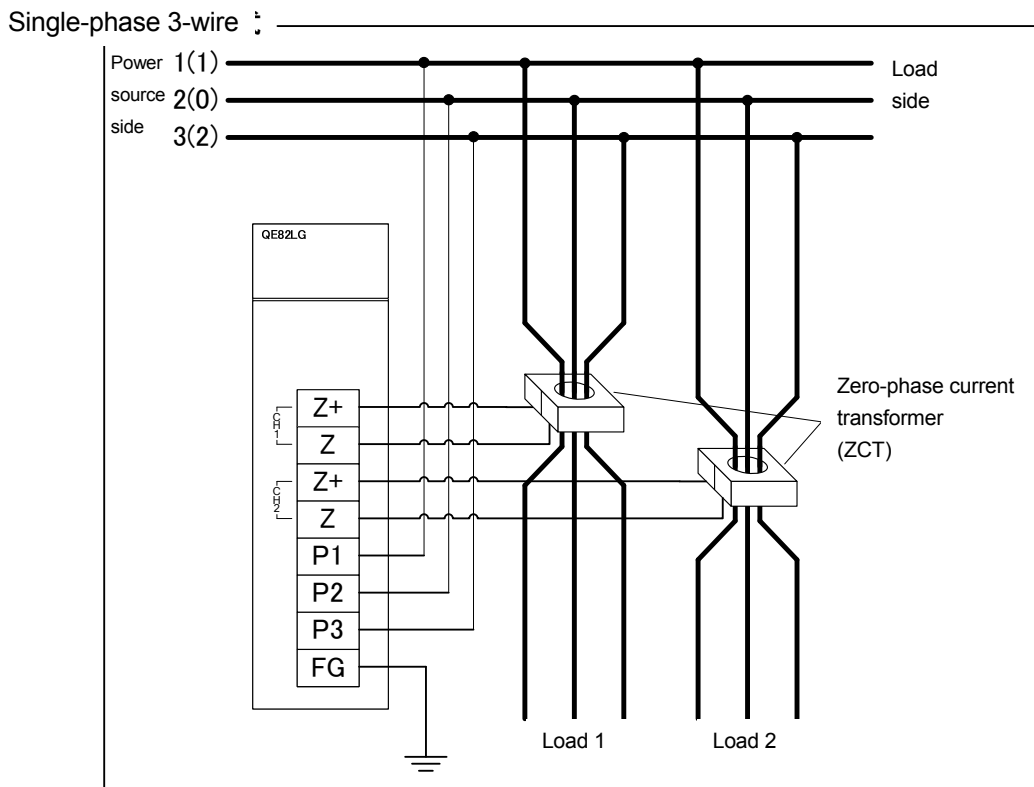 Single-phase 3-wire
Power 1(1)
source 2(0)
side 3(2)
Load
side
QE82LG
CH1
Z+
Z
CH2
Z+
Z
P1
P2
P3
FG
Zero-phase current
transformer
(ZCT)
Load 1
Load 2